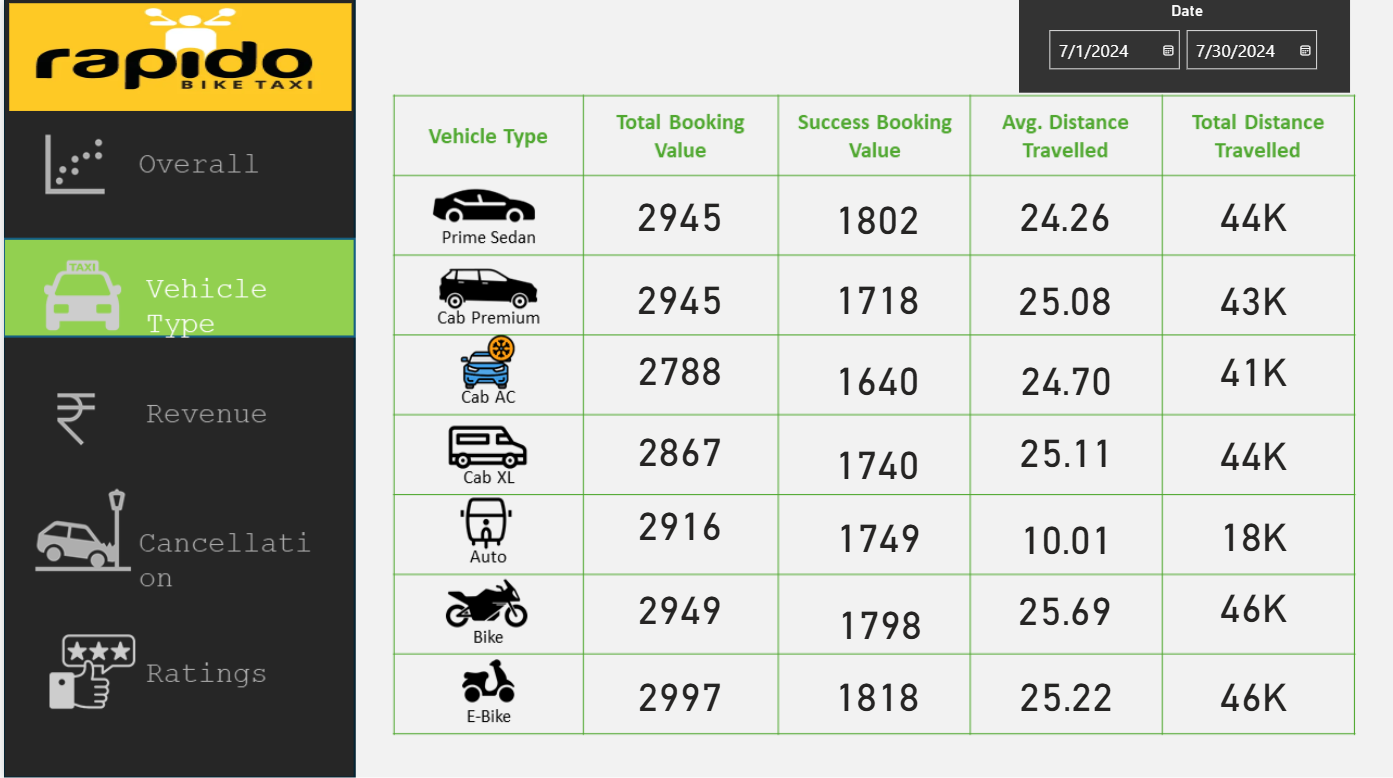 rapido
BIKE TAXI
Overall
TAXI
Vehicle
Type
Revenue
Cancellati
on
Ratings
Date
7/1/2024 7/30/2024
Vehicle Type Total Booking Value Success Booking Value Avg. Distance Travelled Total Distance Travelled
Prime Sedan 2945 1802 24.26 44K
Cab Premium 2945 1718 25.08 43K
Cab AC 2788 1640 24.70 41K
Cab XL 2867 1740 25.11 44K
Auto 2916 1749 10.01 18K
Bike 2949 1798 25.69 46K
E-Bike 2997 1818 25.22 46K